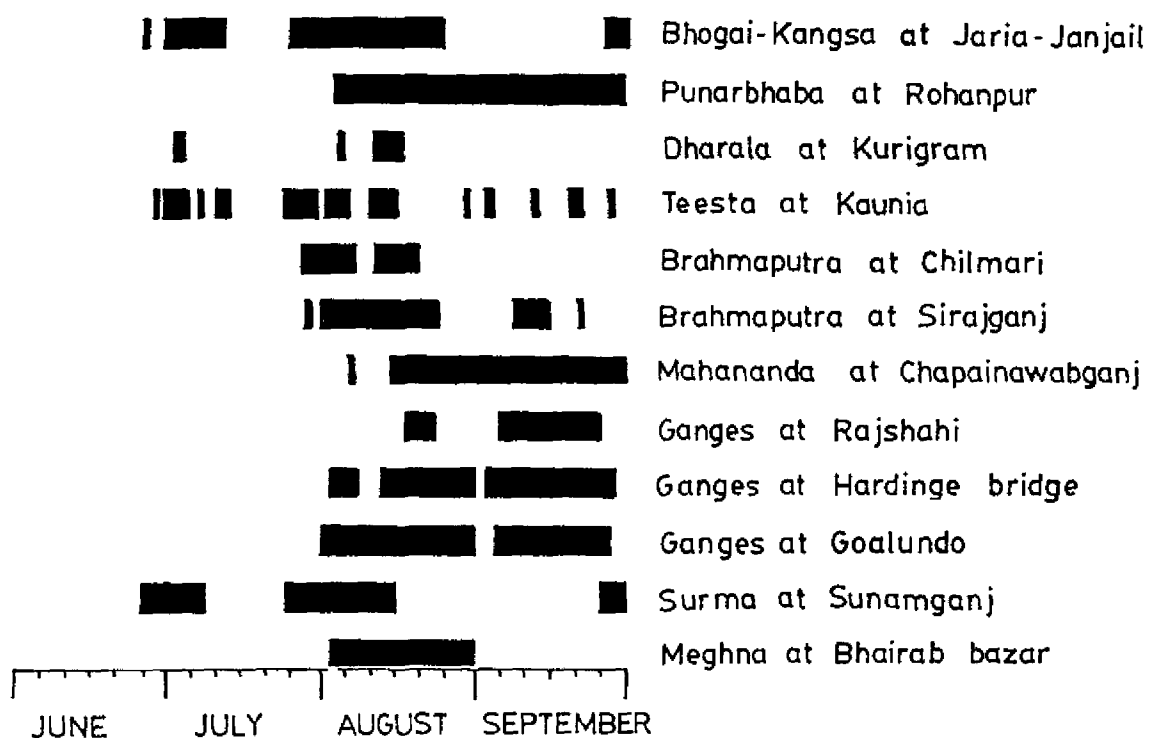 Bhogai-Kangsa at Jaria-Janjail
Punarbhaba at Rohanpur
Dharala at Kurigram
Teesta at Kaunia
Brahmaputra at Chilmari
Brahmaputra at Sirajganj
Mahananda at Chapainawabganj
Ganges at Rajshahi
Ganges at Hardinge bridge
Ganges at Goalundo
Surma at Sunamganj
Meghna at Bhairab bazar
JUNE JULY AUGUST SEPTEMBER